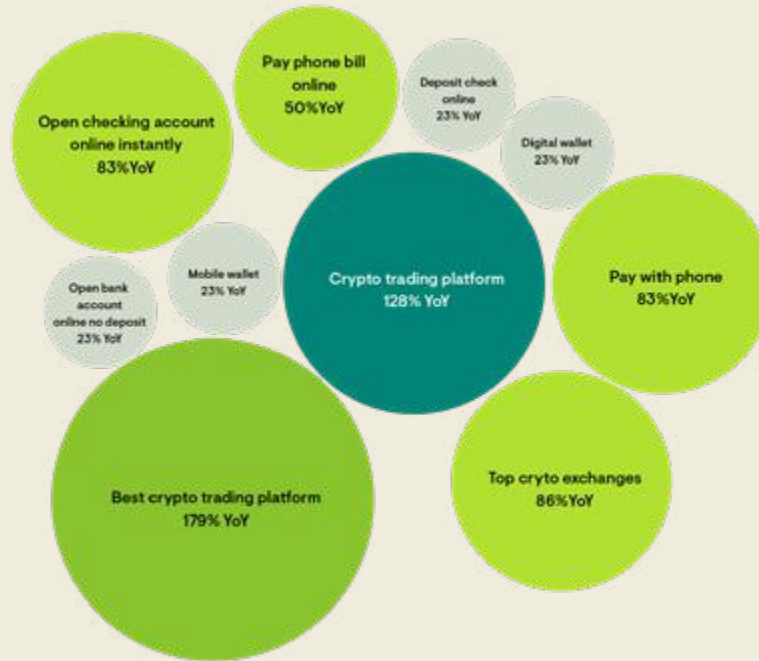 Pay phone bill
online
50%YoY
Deposit check
online
23% YoY
Open checking account
online instantly
83%YoY
Digital wallet
23% YoY
Mobile wallet
23% YoY
Crypto trading platform
128% YoY
Pay with phone
83%YoY
Open bank
account
online no deposit
23% YoY
Best crypto trading platform
179% YoY
Top cryto exchanges
86%YoY